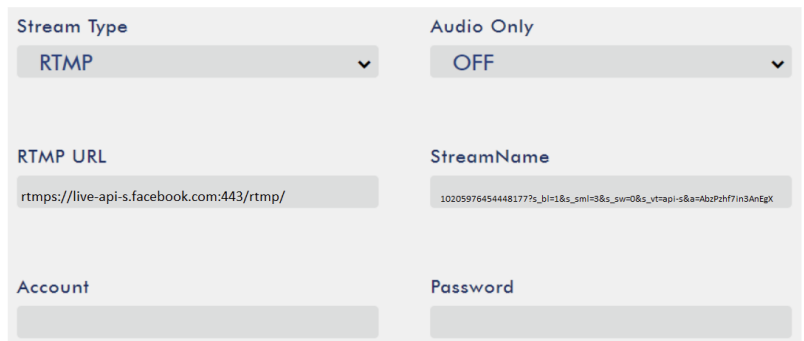 Stream Type
Audio Only
RTMP
OFF
RTMP URL
StreamName
rtmps://live-api-s.facebook.com:443/rtmp/
10205976454448177?s_bl=1&s_sml=3&s_sw=0&s_vt=api-s&a=AbzPzhf7in3AnEgX
Account
Password